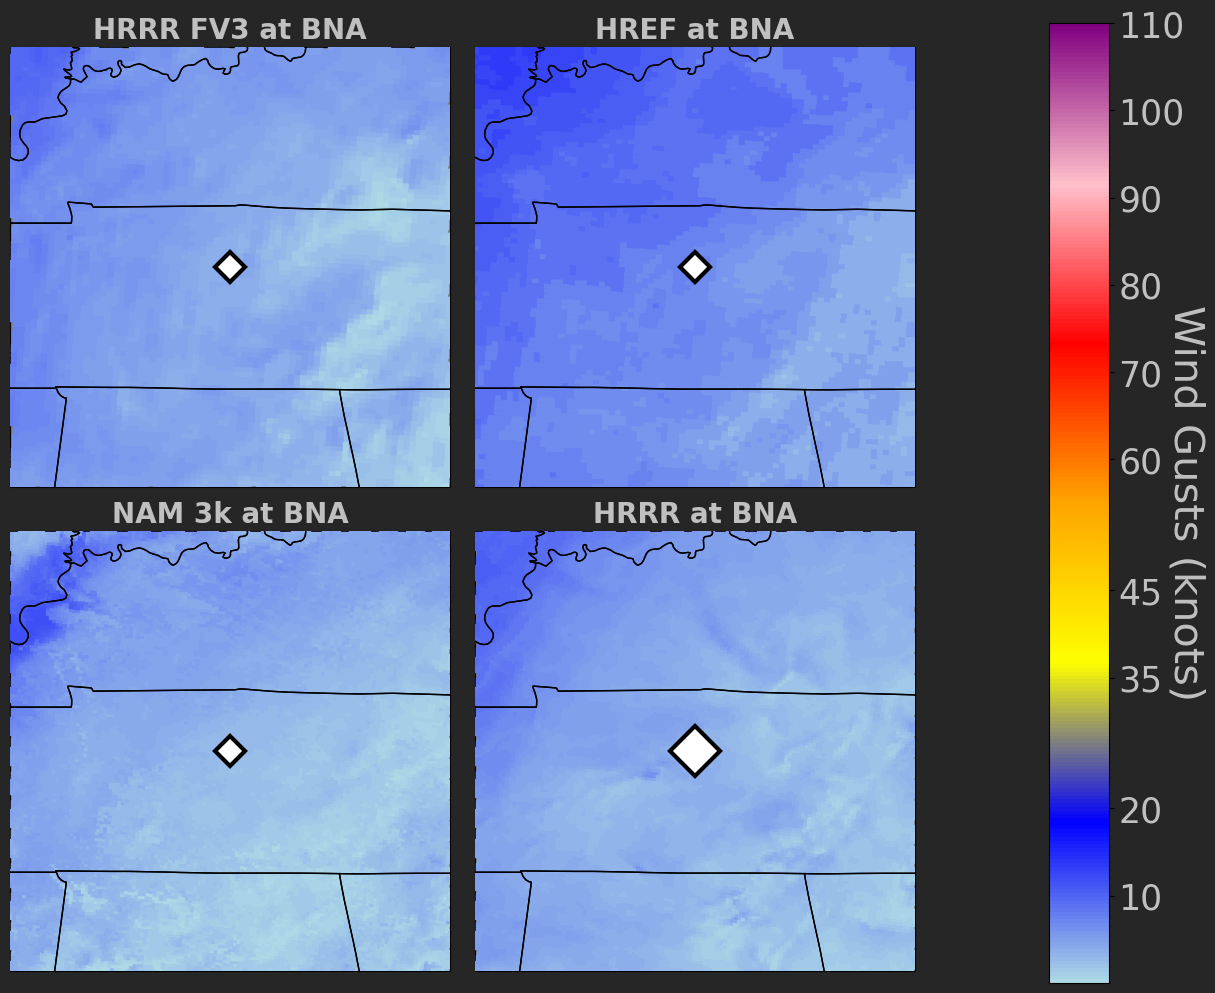 HRRR FV3 at BNA
HREF at BNA
NAM 3k at BNA
HRRR at BNA
110
100
90
80
70
60
45
35
20
10
Wind Gusts (knots)